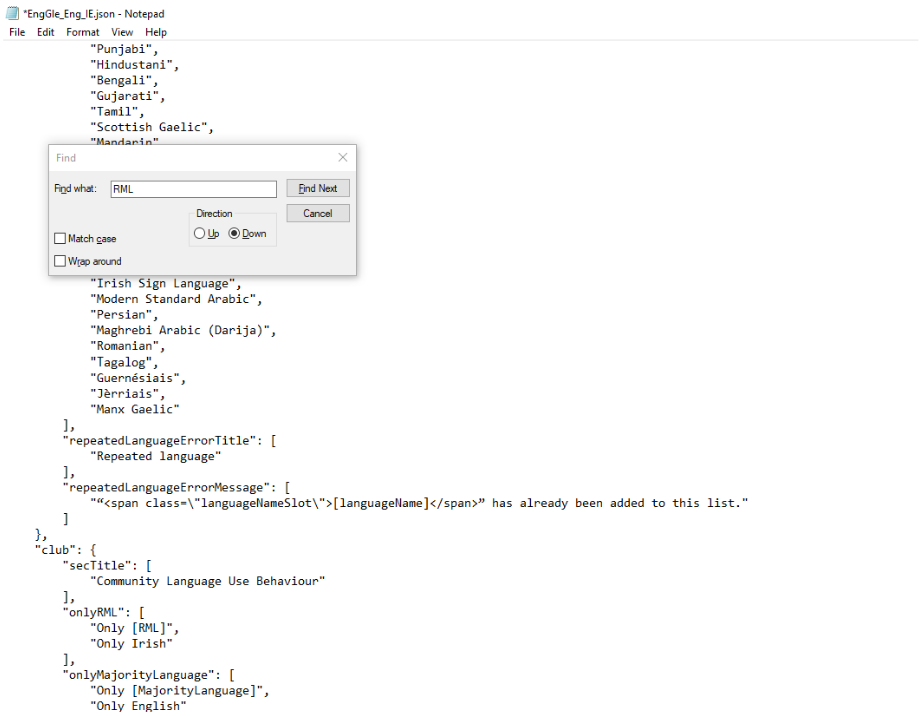 *EngGle_Eng_IE.json - Notepad
File Edit Format View Help
"Punjabi",
"Hindustani",
"Bengali",
"Gujarati",
"Tamil",
"Scottish Gaelic",
"Mandarin"
Find
Find what: RML Find Next
Direction Cancel
Up Down
Match case
Wrap around
"Irish Sign Language",
"Modern Standard Arabic",
"Persian",
"Maghrebi Arabic (Darija)",
"Romanian",
"Tagalog",
"Guernésiais",
"Jèrriais",
"Manx Gaelic"
],
"repeatedLanguageErrorTitle": [
"Repeated language"
],
"repeatedLanguageErrorMessage": [
"“<span class=\"languageNameSlot\">[languageName]</span>” has already been added to this list."
]
},
"club": {
"secTitle": [
"Community Language Use Behaviour"
],
"onlyRML": [
"Only [RML]",
"Only Irish"
],
"onlyMajorityLanguage": [
"Only [MajorityLanguage]",
"Only English"